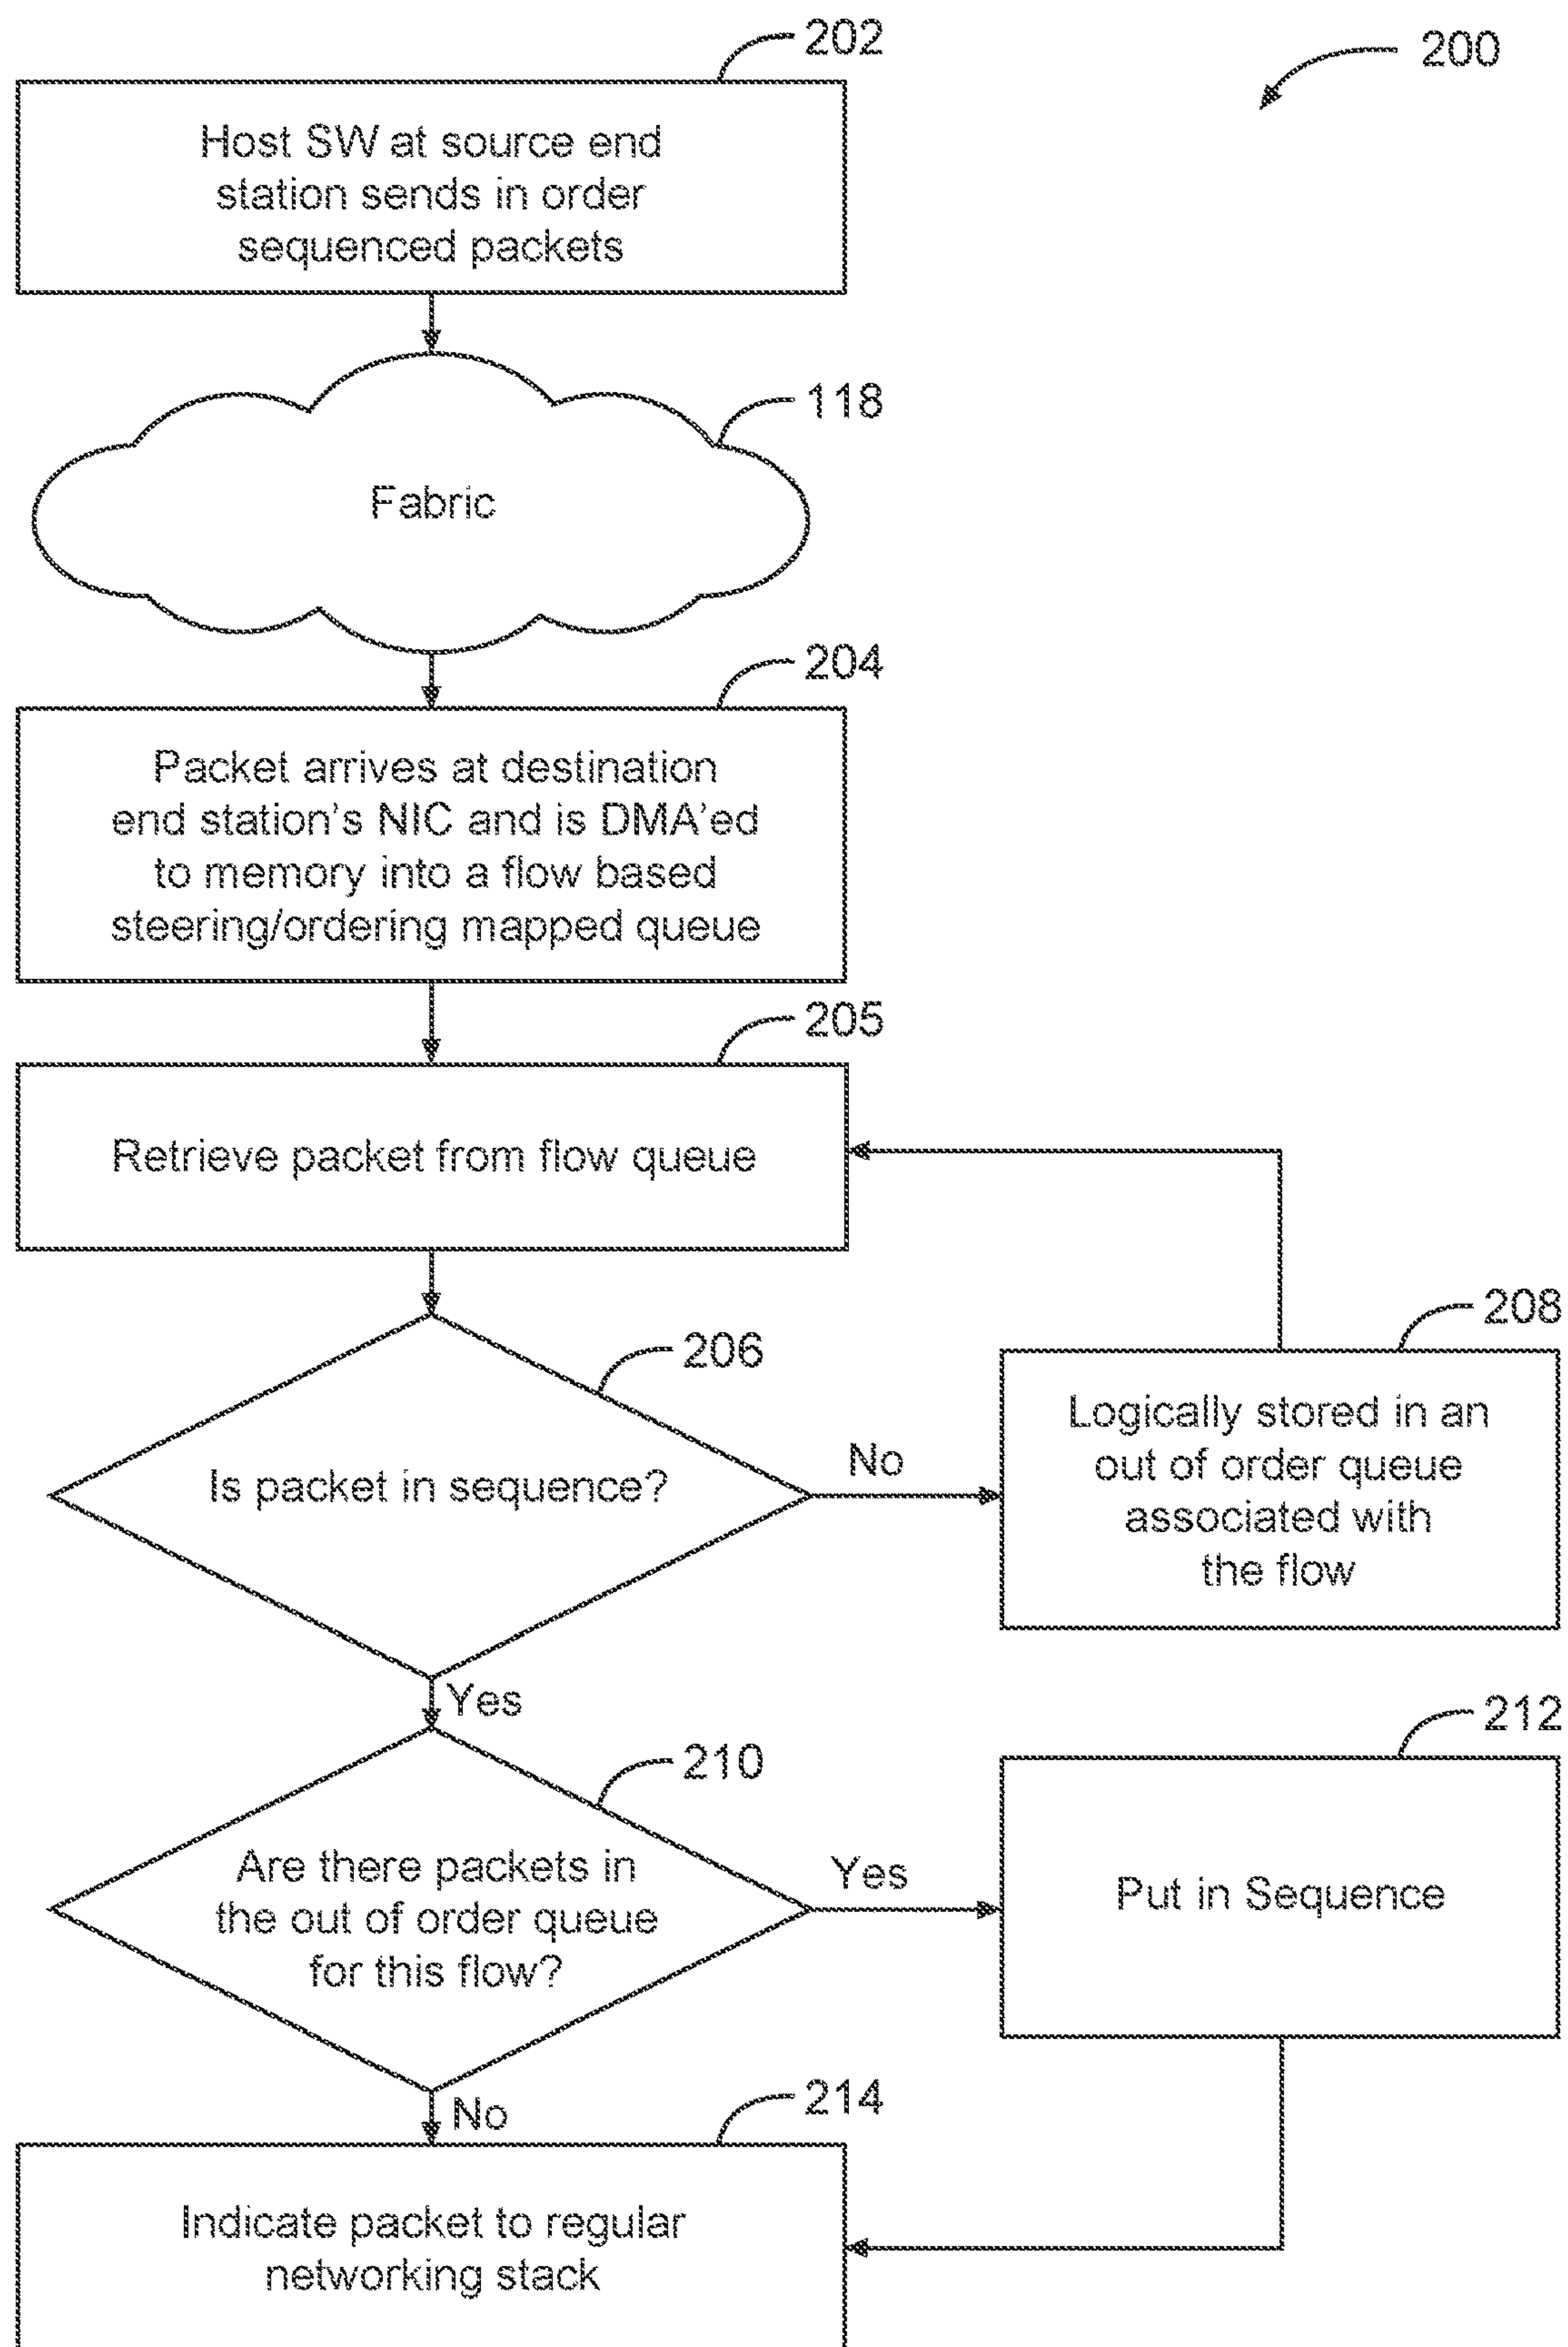 202
200
Host SW at source end
station sends in order
sequenced packets
118
Fabric
204
Packet arrives at destination
end station's NIC and is DMA'ed
to memory into a flow based
steering/ordering mapped queue
205
Retrieve packet from flow queue
206
Is packet in sequence?
No
208
Logically stored in an
out of order queue
associated with
the flow
Yes
210
Are there packets in
the out of order queue
for this flow?
Yes
212
Put in Sequence
No
214
Indicate packet to regular
networking stack